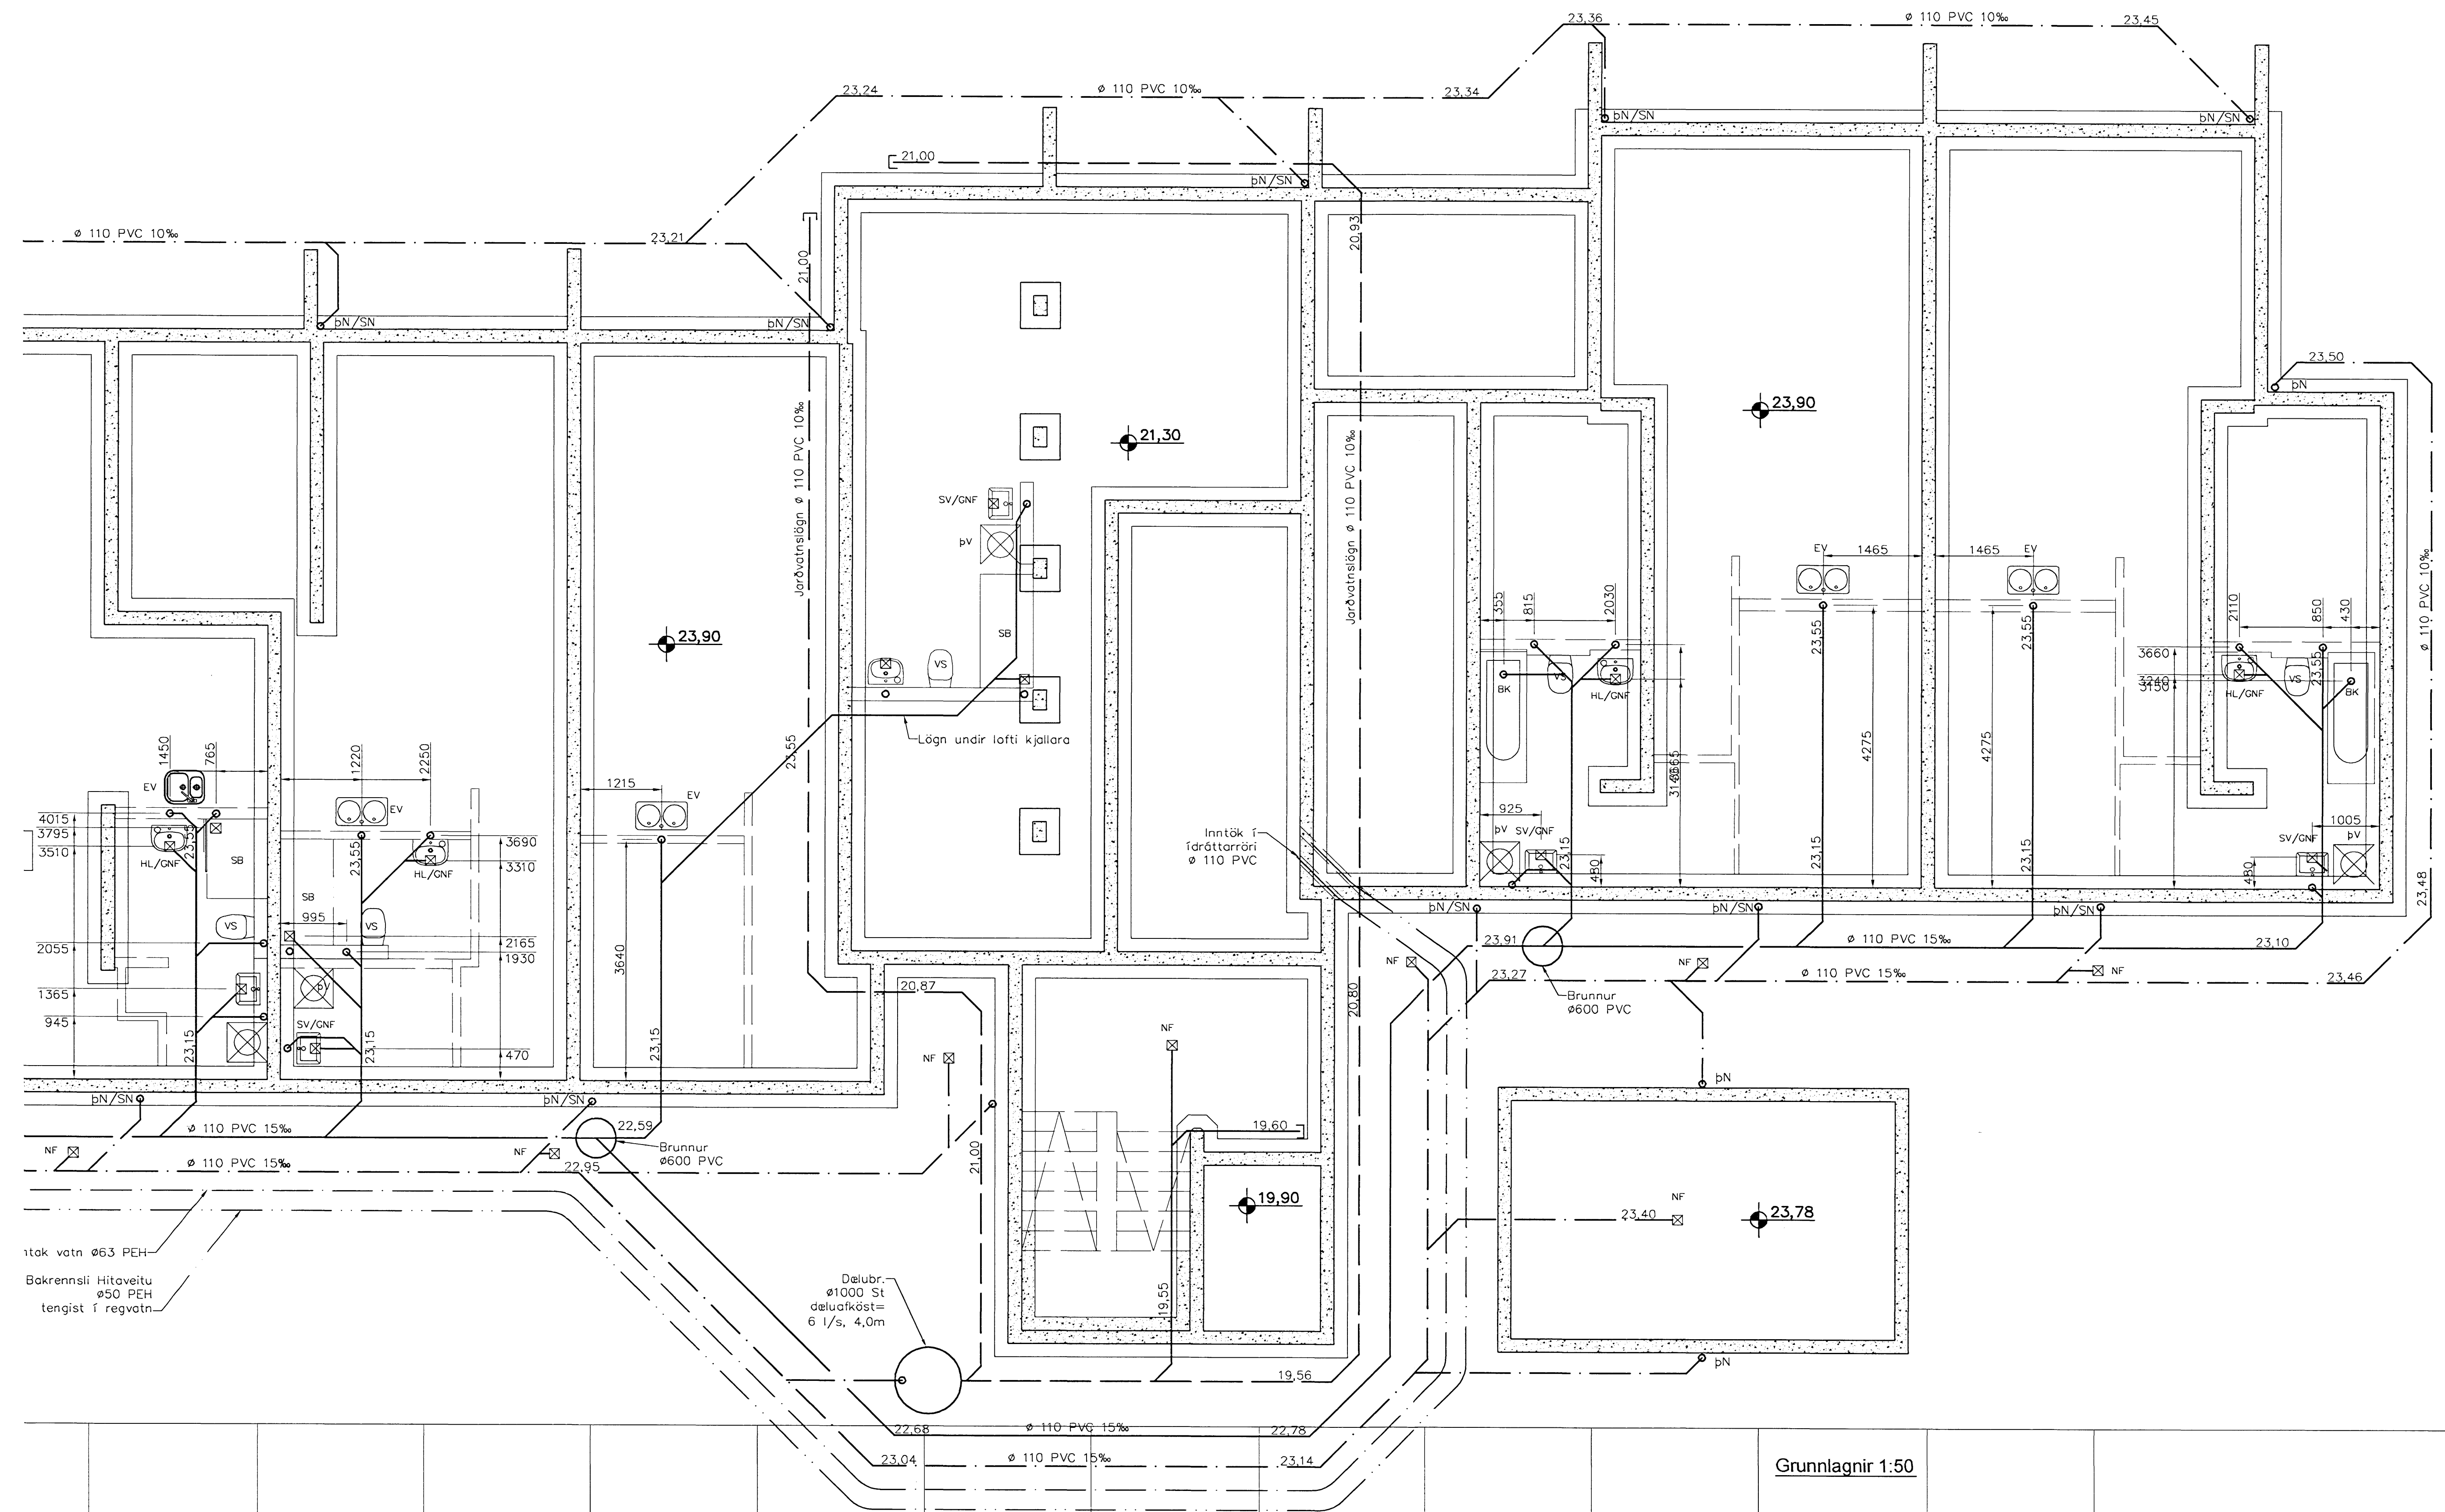 23,36
ø 110 PVC 10‰
23,45
23,24
ø 110 PVC 10‰
23,34
þN/SN
þN/SN
21,00
þN/SN
ø 110 PVC 10‰
23,21
21,00
20,93
þN/SN
þN/SN
23,50
þN
23,90
21,30
Jarðvatnslögn ø 110 PVC 10‰
Jarðvatnslögn ø 110 PVC 10‰
ø 110 PVC 10‰
SV/GNF
þV
EV
1465
1465
EV
355
815
2030
2110
850
430
23,90
SB
VS
23,55
23,55
23,55
3660
3240
3150
BK
VS
HL/GNF
HL/GNF
VS
BK
Lögn undir lofti kjallara
23,55
1450
765
1220
2250
1215
EV
4275
4275
3665
EV
EV
925
þV
SV/GNF
SV/GNF
1005
þV
4015
3795
3510
23,55
HL/GNF
SB
23,55
HL/GNF
3690
3310
Inntök í
ídráttarröri
ø 110 PVC
23,15
480
23,15
23,15
480
23,48
SB
995
VS
VS
þN/SN
þN/SN
þN/SN
2055
2165
1930
3640
23,91
ø 110 PVC 15‰
23,10
NF
NF
NF
23,27
ø 110 PVC 15‰
23,46
1365
945
þV
20,87
20,80
Brunnur
ø600 PVC
SV/GNF
23,15
23,15
470
23,15
NF
NF
þN
þN/SN
þN/SN
ø 110 PVC 15‰
22,59
19,60
Brunnur
ø600 PVC
NF
NF
ø 110 PVC 15‰
22,95
21,00
19,90
NF
23,40
23,78
tak vatn ø63 PEH
Bakrennsli Hitaveitu
ø50 PEH
tengist í regvatn
Dælubr.
ø1000 St
dæluafköst=
6 l/s, 4,0m
19,55
þN
19,56
22,68
ø 110 PVC 15‰
22,78
23,04
ø 110 PVC 15‰
23,14
Grunnlagnir 1:50